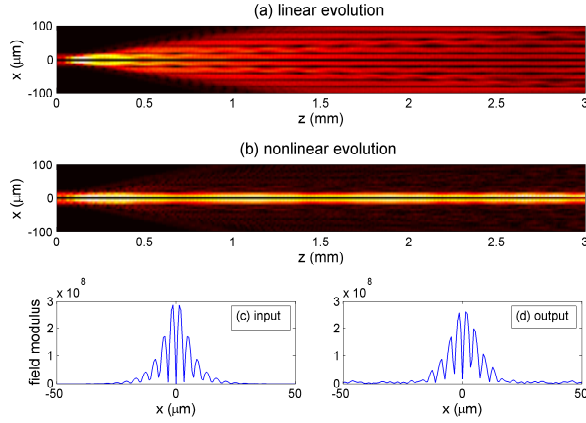 (a) linear evolution
100
0
-100
x (μm)
0 0.5 1 1.5 2 2.5 3
z (mm)
(b) nonlinear evolution
100
0
-100
x (μm)
0 0.5 1 1.5 2 2.5 3
z (mm)
3 x 10^8
2
1
0
field modulus
(c) input
-50 0 50
x (μm)
3 x 10^8
2
1
0
(d) output
-50 0 50
x (μm)